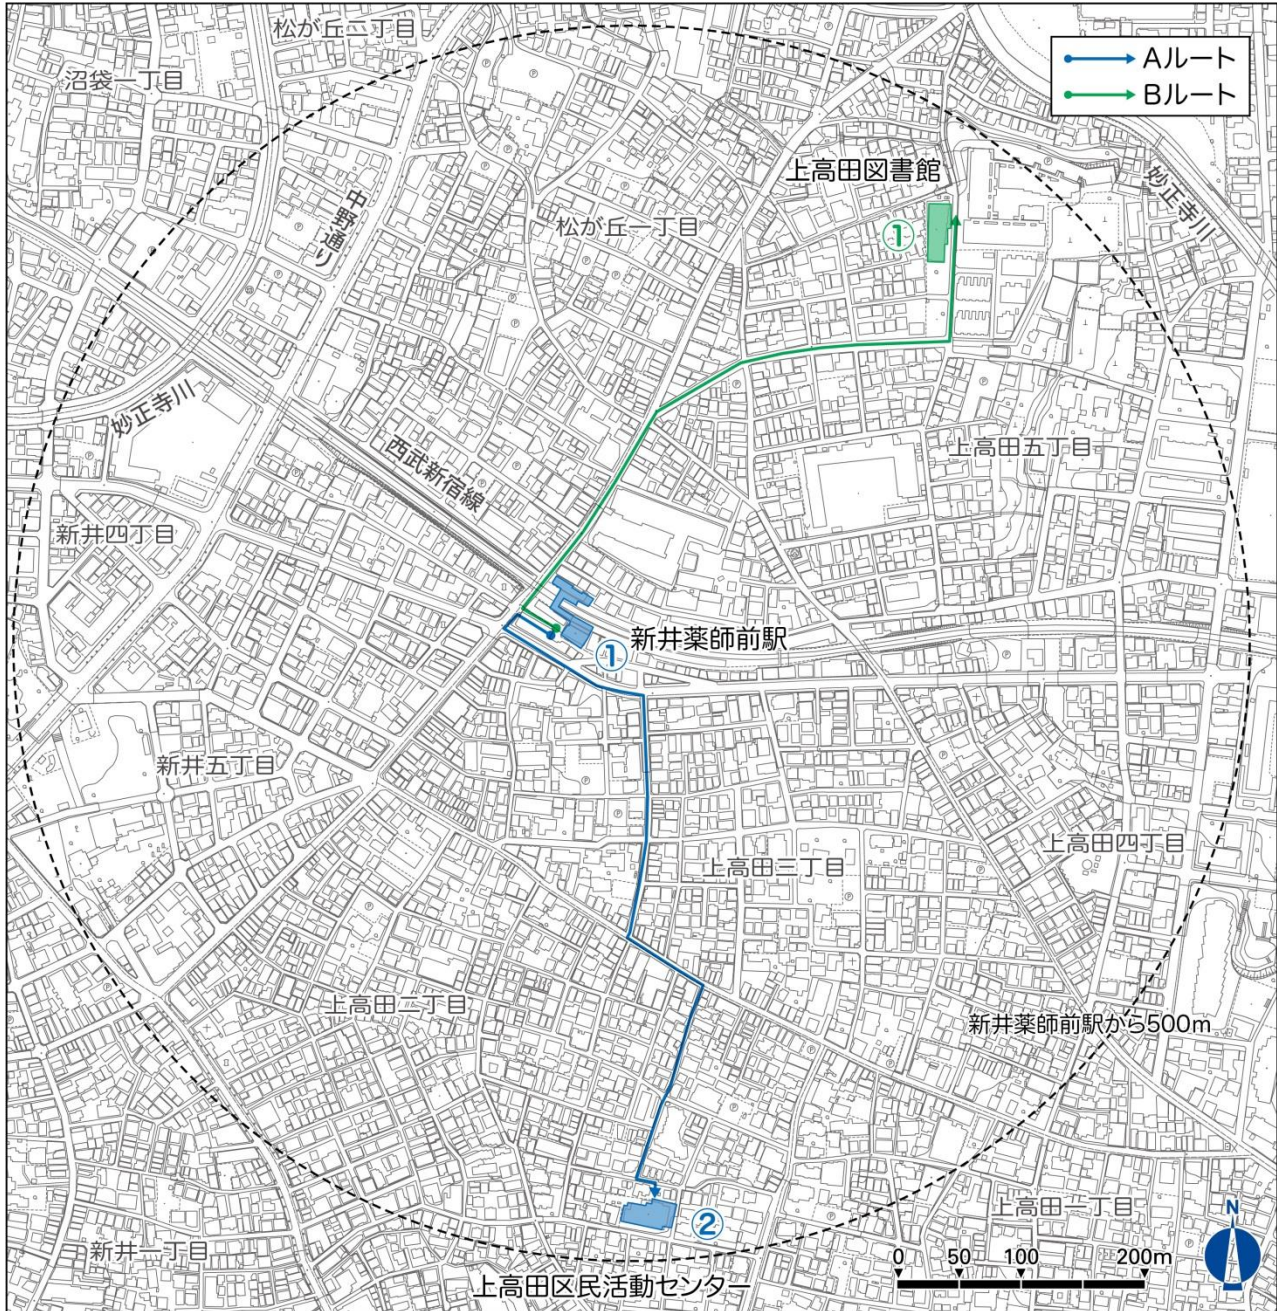 松が丘二丁目
Aルート
Bルート
沼袋一丁目
中野通り
上高田図書館
妙正寺川
松が丘一丁目
①
妙正寺川
西武新宿線
上高田五丁目
新井四丁目
新井薬師前駅
①
新井五丁目
上高田三丁目
上高田四丁目
上高田二丁目
新井薬師前駅から500m
上高田一丁目
N
②
新井一丁目
0 50 100 200m
上高田区民活動センター